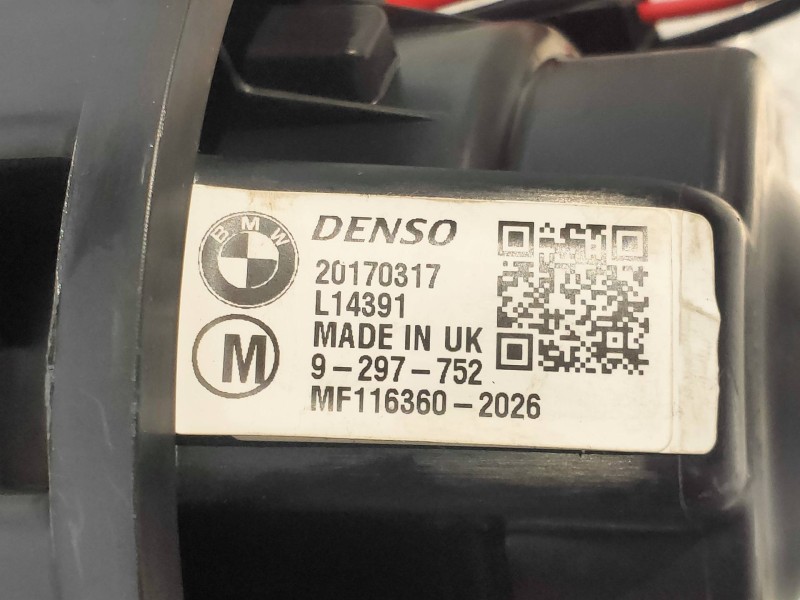 BMW
DENSO
20170317
L14391
MADE IN UK
M
9-297-752
MF116360-2026